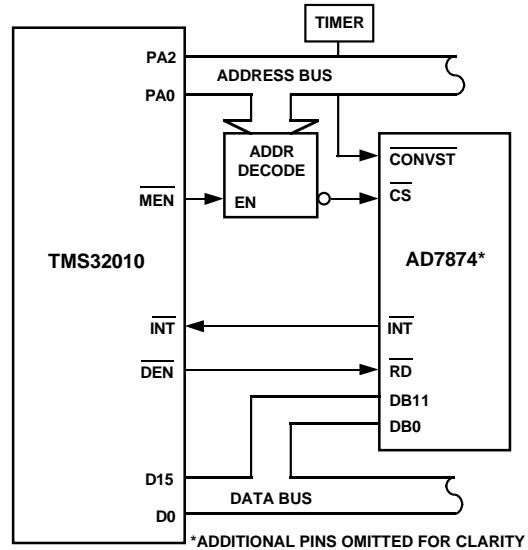 TIMER
PA2
ADDRESS BUS
PA0
ADDR
DECODE
EN
MEN
CONVST
CS
TMS32010
AD7874*
INT
INT
DEN
RD
DB11
DB0
D15
DATA BUS
D0
*ADDITIONAL PINS OMITTED FOR CLARITY